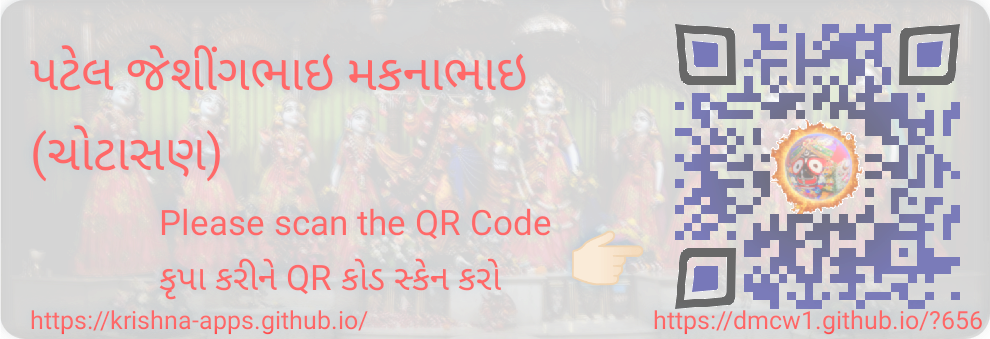 પટેલ જેશીંગભાઇ મકનાભાઇ
(ચોટાસણ)
Please scan the QR Code
કૃપા કરીને QR કોડ સ્કેન કરો
https://krishna-apps.github.io/
https://dmcw1.github.io/?656